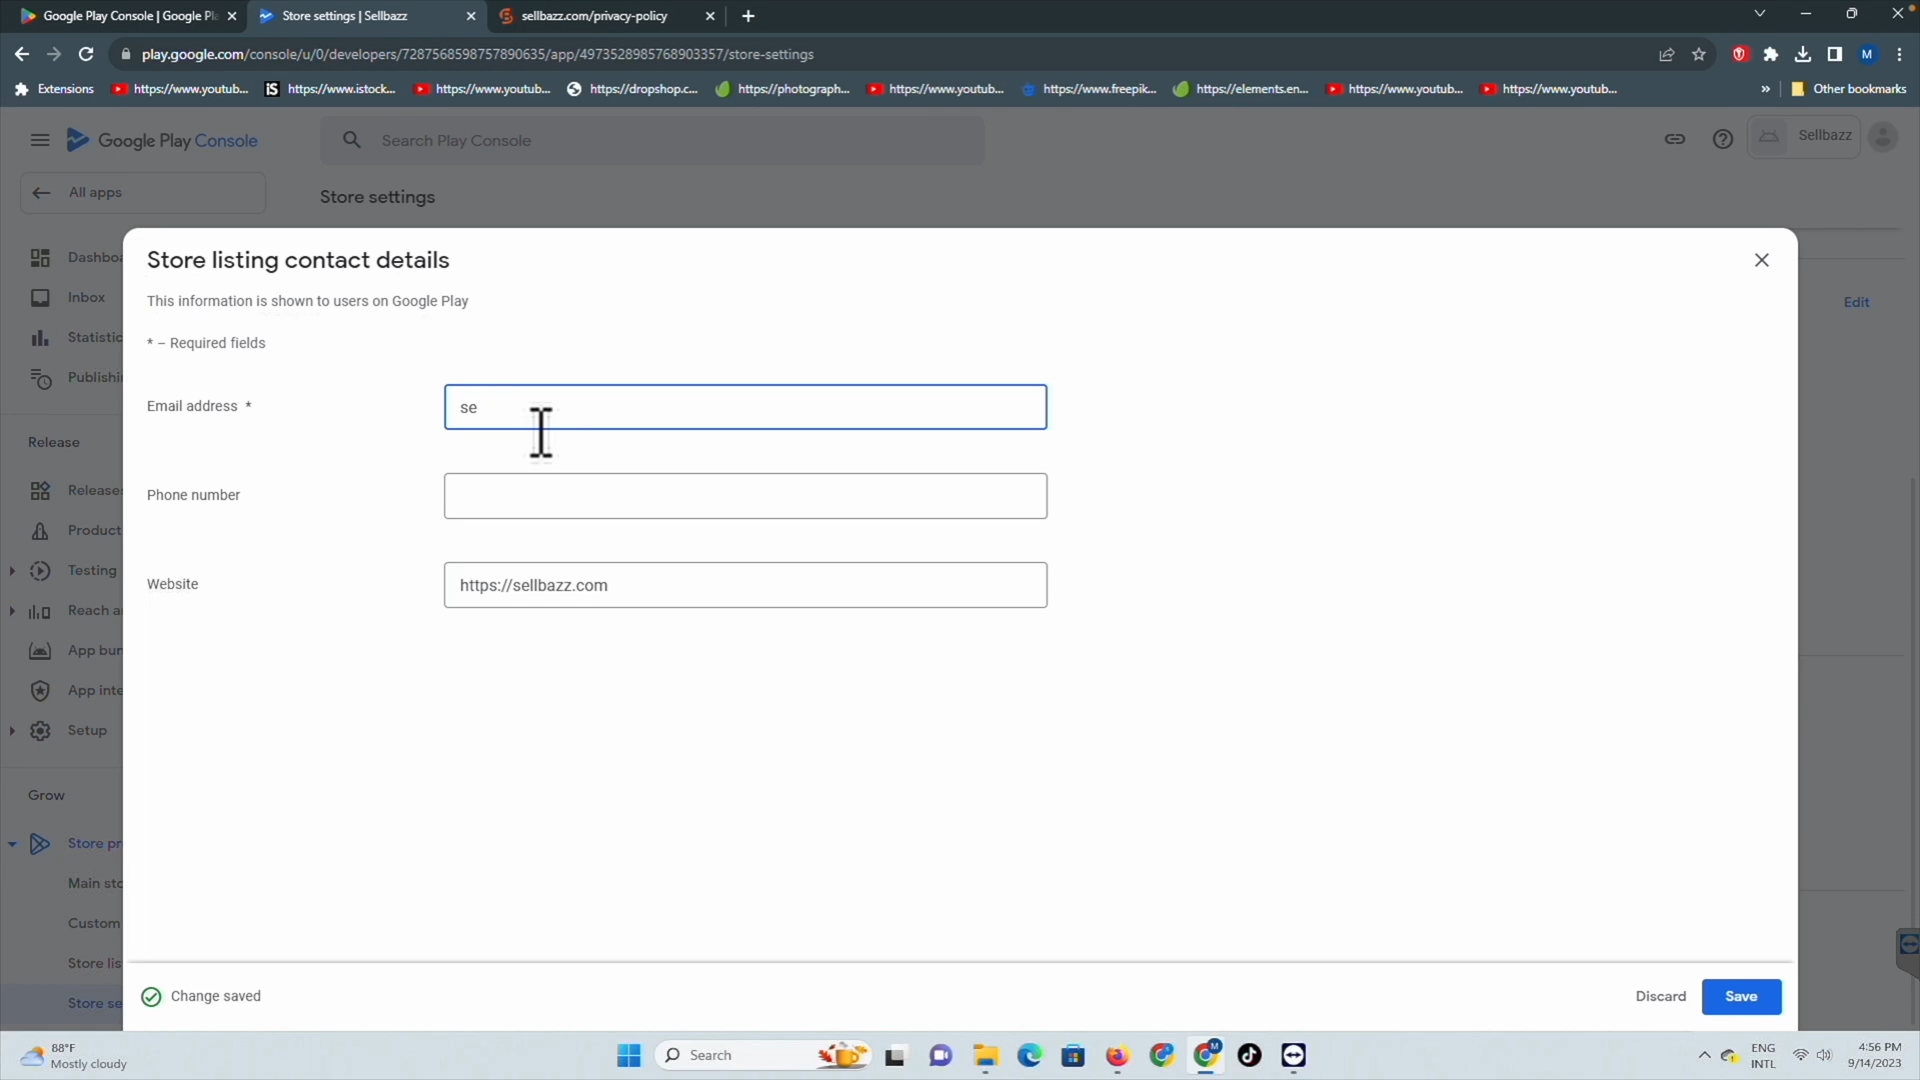 Google Play Console | Google Pla
Store settings | Sellbazz
sellbazz.com/privacy-policy
play.google.com/console/u/0/developers/7287568598757890635/app/4973528985768903357/store-settings
M
Extensions
https://www.youtub...
iS
https://www.istock...
https://www.youtub...
https://dropshop.c...
https://photograph...
https://www.youtub...
https://www.freepik...
https://elements.en...
https://www.youtub...
https://www.youtub...
»
Other bookmarks
Google Play Console
Search Play Console
Sellbazz
All apps
Store settings
Dashboa
Inbox
Statistic
Publishi
Release
Releases
Product
Testing
Reach a
App bun
App inte
Setup
Grow
Store pr
Main sto
Custom
Store lis
Store se
Edit
Store listing contact details
This information is shown to users on Google Play
* – Required fields
Email address *
se
Phone number
Website
https://sellbazz.com
Change saved
Discard
Save
88°F
Mostly cloudy
Search
M
ENG
INTL
4:56 PM
9/14/2023